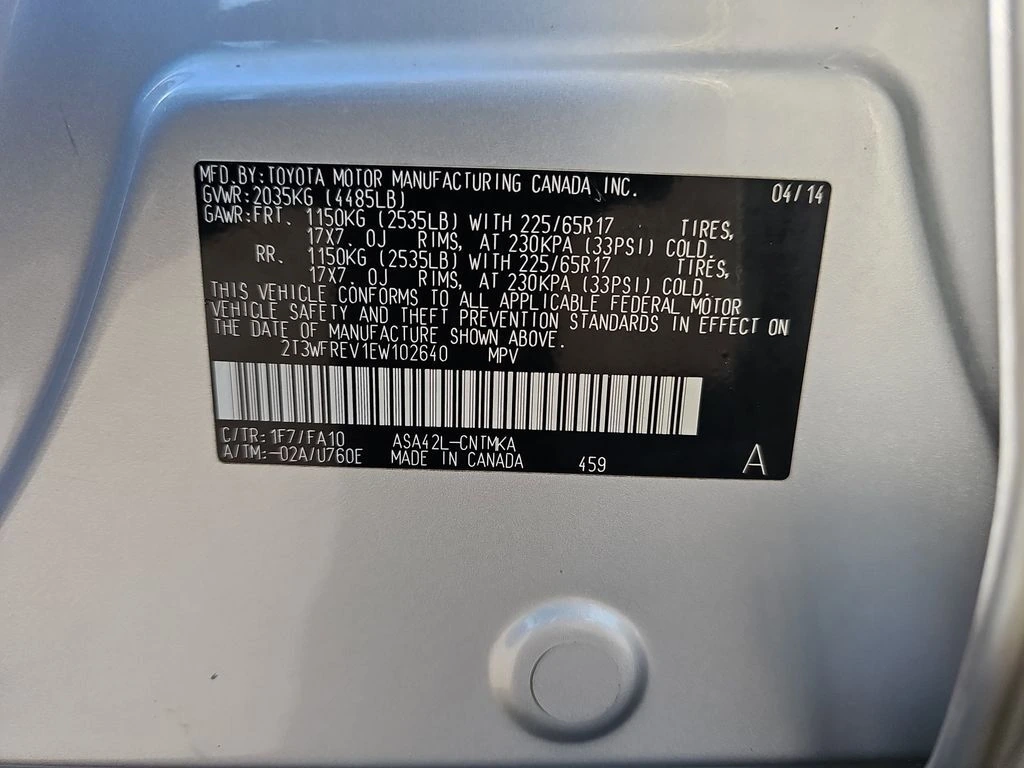 MFD.BY:TOYOTA MOTOR MANUFACTURING CANADA, INC. 04/14
GVWR:2035KG (4485LB)
GAWR:FRT. 1150KG (2535LB) WITH 225/65R17 TIRES,
17X7.0J RIMS, AT 230KPA (33PSI) COLD.
RR. 1150KG (2535LB) WITH 225/65R17 TIRES,
17X7.0J RIMS, AT 230KPA (33PSI) COLD.
THIS VEHICLE CONFORMS TO ALL APPLICABLE FEDERAL MOTOR
VEHICLE SAFETY AND THEFT PREVENTION STANDARDS IN EFFECT ON
THE DATE OF MANUFACTURE SHOWN ABOVE.
2T3WFREV1EW102640 MPV
C/TR:1F7/FA10 ASA42L-CNTMKA
A/TM:-02A/U760E MADE IN CANADA 459 A